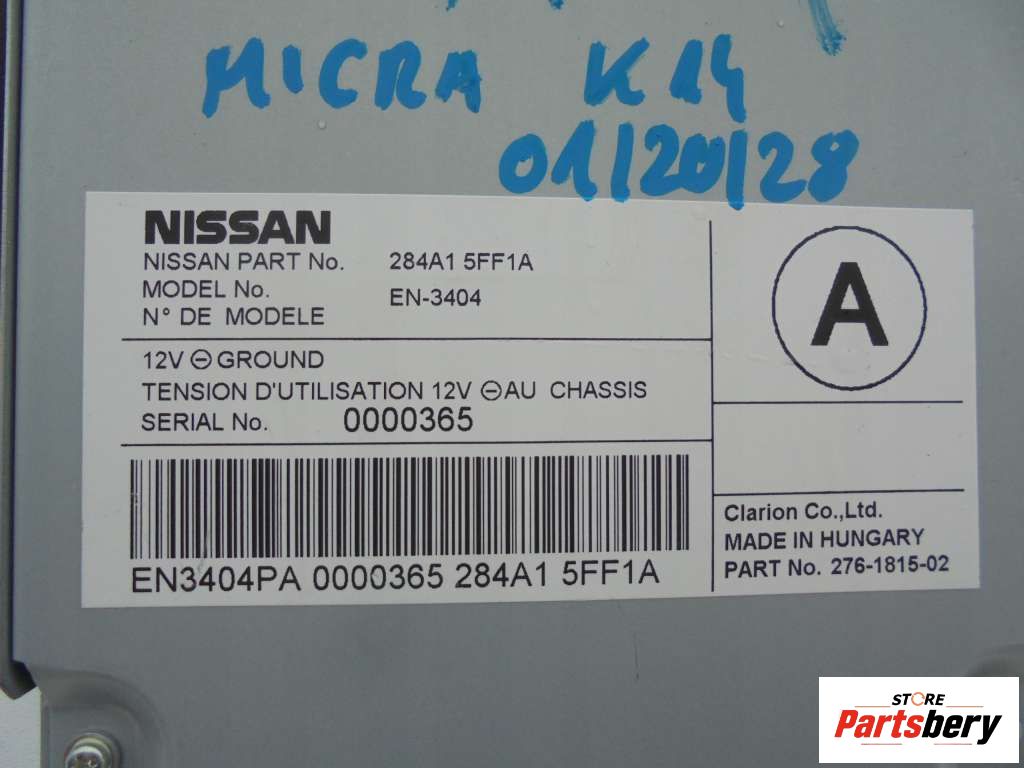 MICRA K14
01/20/28
NISSAN
NISSAN PART No. 284A1 5FF1A
MODEL No. EN-3404
N° DE MODELE
12V ⊖ GROUND
TENSION D'UTILISATION 12V ⊖ AU CHASSIS
SERIAL No. 0000365
EN3404PA 0000365 284A1 5FF1A
A
Clarion Co.,Ltd.
MADE IN HUNGARY
PART No. 276-1815-02
STORE
Partsbery